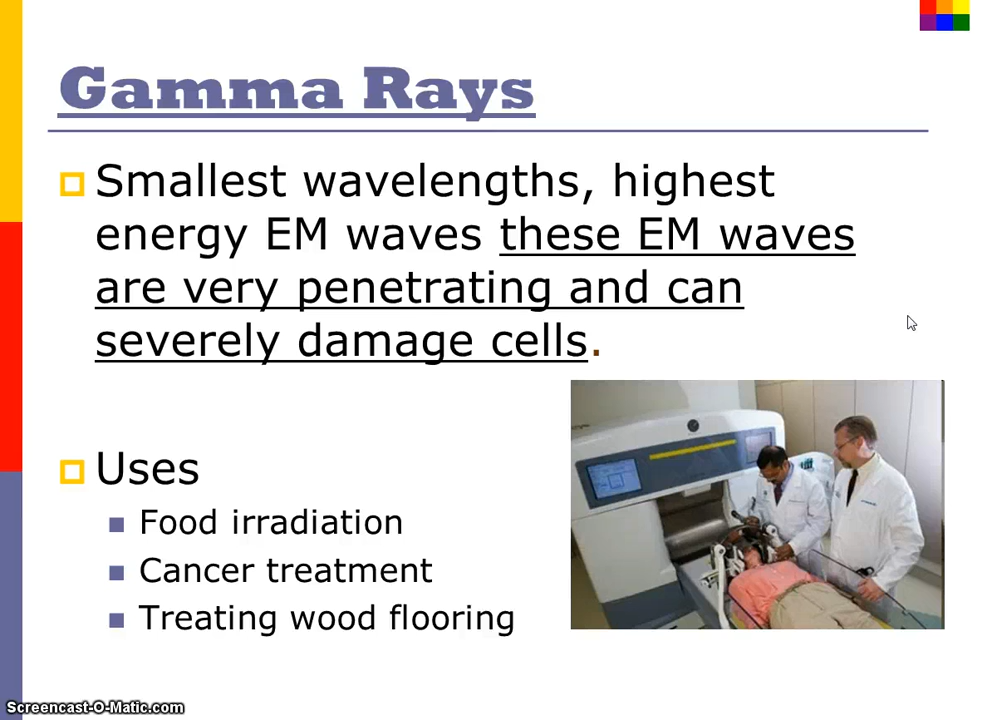 Gamma Rays
Smallest wavelengths, highest
energy EM waves these EM waves
are very penetrating and can
severely damage cells.
Uses
Food irradiation
Cancer treatment
Treating wood flooring
Screencast-O-Matic.com